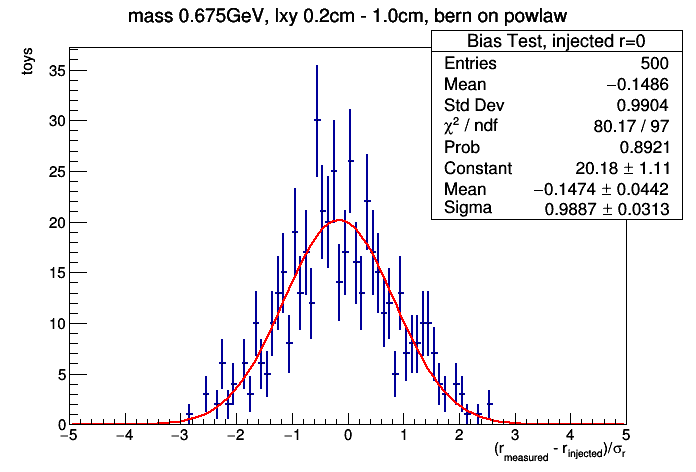 mass 0.675GeV, lxy 0.2cm - 1.0cm, bern on powlaw
Bias Test, injected r=0
Entries 500
Mean −0.1486
Std Dev 0.9904
χ² / ndf 80.17 / 97
Prob 0.8921
Constant 20.18 ± 1.11
Mean −0.1474 ± 0.0442
Sigma 0.9887 ± 0.0313
toys
35
30
25
20
15
10
5
0
−5 −4 −3 −2 −1 0 1 2 3 4 5
(r_measured - r_injected)/σ_r